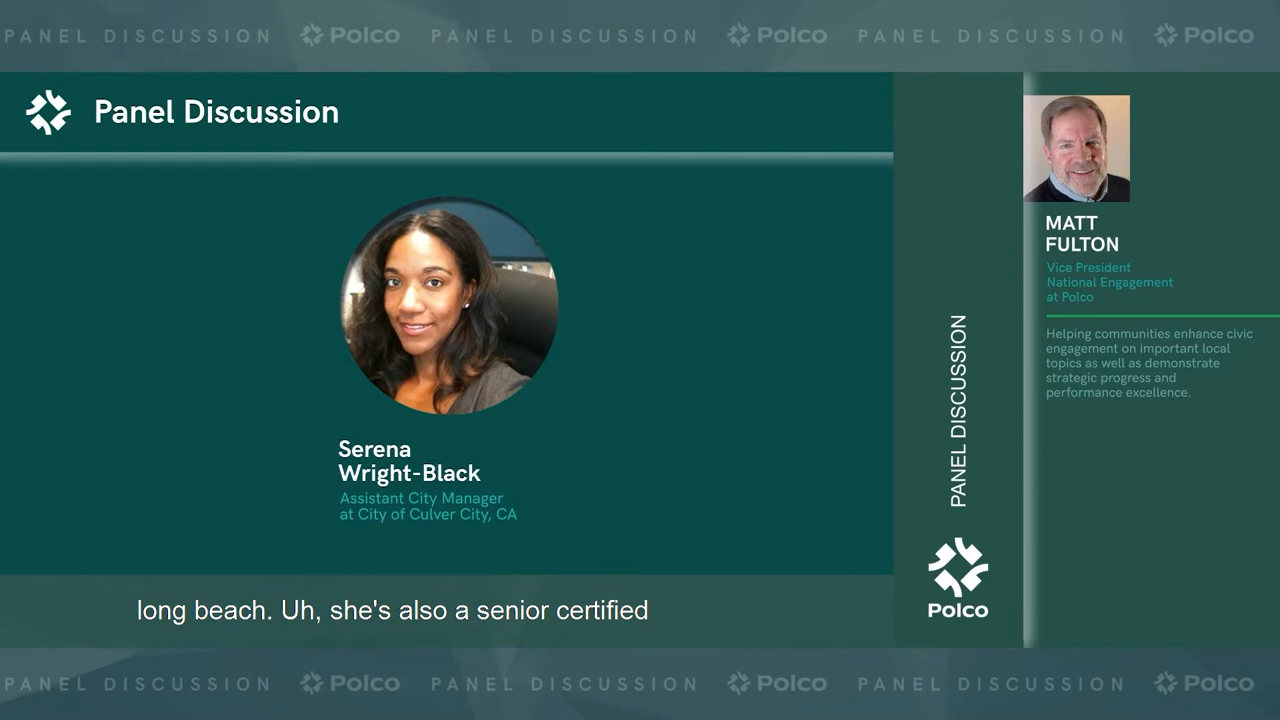 PANEL DISCUSSION Polco PANEL DISCUSSION Polco PANEL DISCUSSION Polco
Panel Discussion
Serena
Wright-Black
Assistant City Manager
at City of Culver City, CA
long beach. Uh, she's also a senior certified
PANEL DISCUSSION
Polco
MATT
FULTON
Vice President
National Engagement
at Polco
Helping communities enhance civic
engagement on important local
topics as well as demonstrate
strategic progress and
performance excellence.
PANEL DISCUSSION Polco PANEL DISCUSSION Polco PANEL DISCUSSION Polco